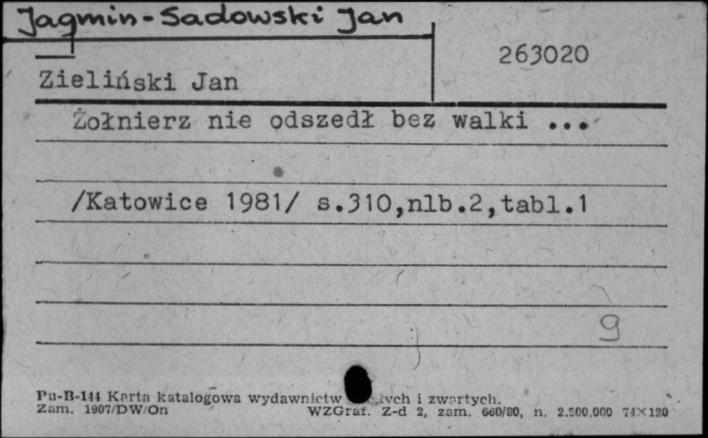 Jagmin-Sadowski Jan
263020
Zieliński Jan
Żołnierz nie odszedł bez walki ...
/Katowice 1981/ s.310,nlb.2,tabl.1
9
Pu-B-144 Karta katalogowa wydawnictw i zwartych.
Zam. 1907/DW/On WZGraf. Z-d 2, zam. 660/80, n. 2.500.000 74×120